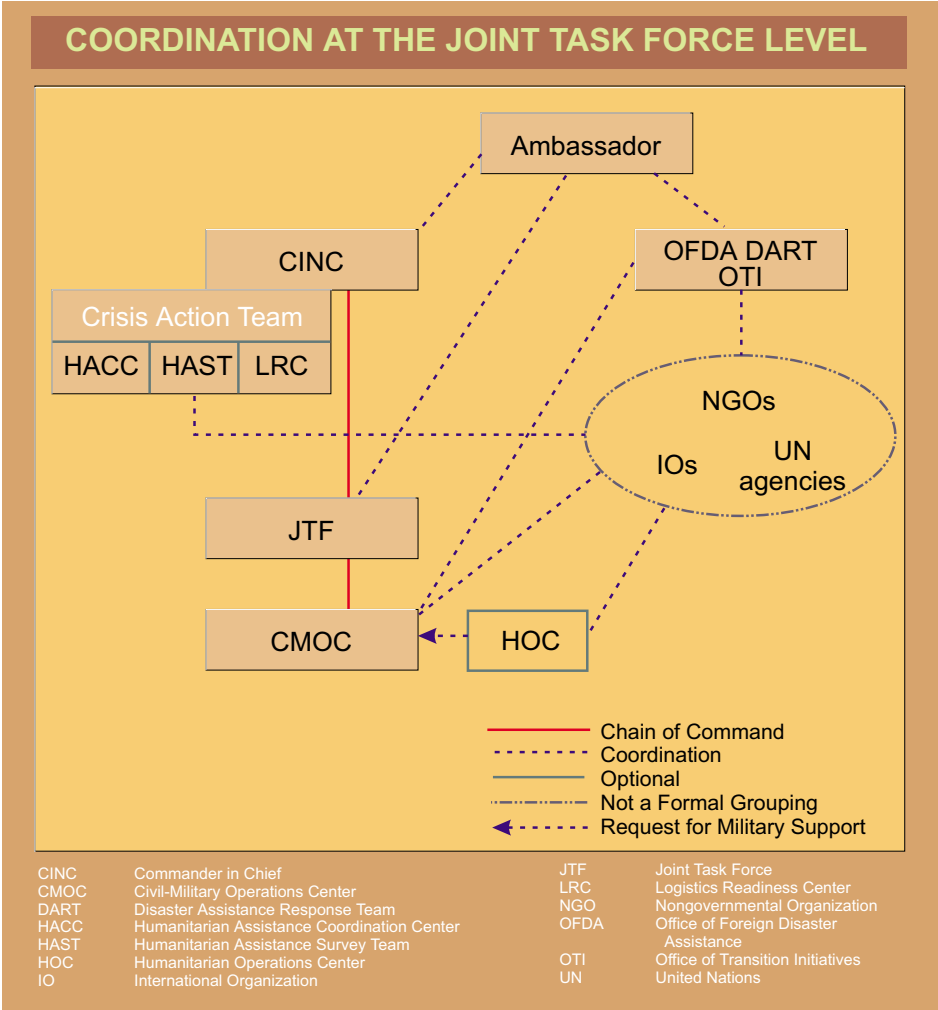 COORDINATION AT THE JOINT TASK FORCE LEVEL
Ambassador
CINC
OFDA DART
OTI
Crisis Action Team
HACC HAST LRC
NGOs
IOs
UN
agencies
JTF
CMOC
HOC
Chain of Command
Coordination
Optional
Not a Formal Grouping
Request for Military Support
CINC Commander in Chief
CMOC Civil-Military Operations Center
DART Disaster Assistance Response Team
HACC Humanitarian Assistance Coordination Center
HAST Humanitarian Assistance Survey Team
HOC Humanitarian Operations Center
IO International Organization
JTF Joint Task Force
LRC Logistics Readiness Center
NGO Nongovernmental Organization
OFDA Office of Foreign Disaster
Assistance
OTI Office of Transition Initiatives
UN United Nations